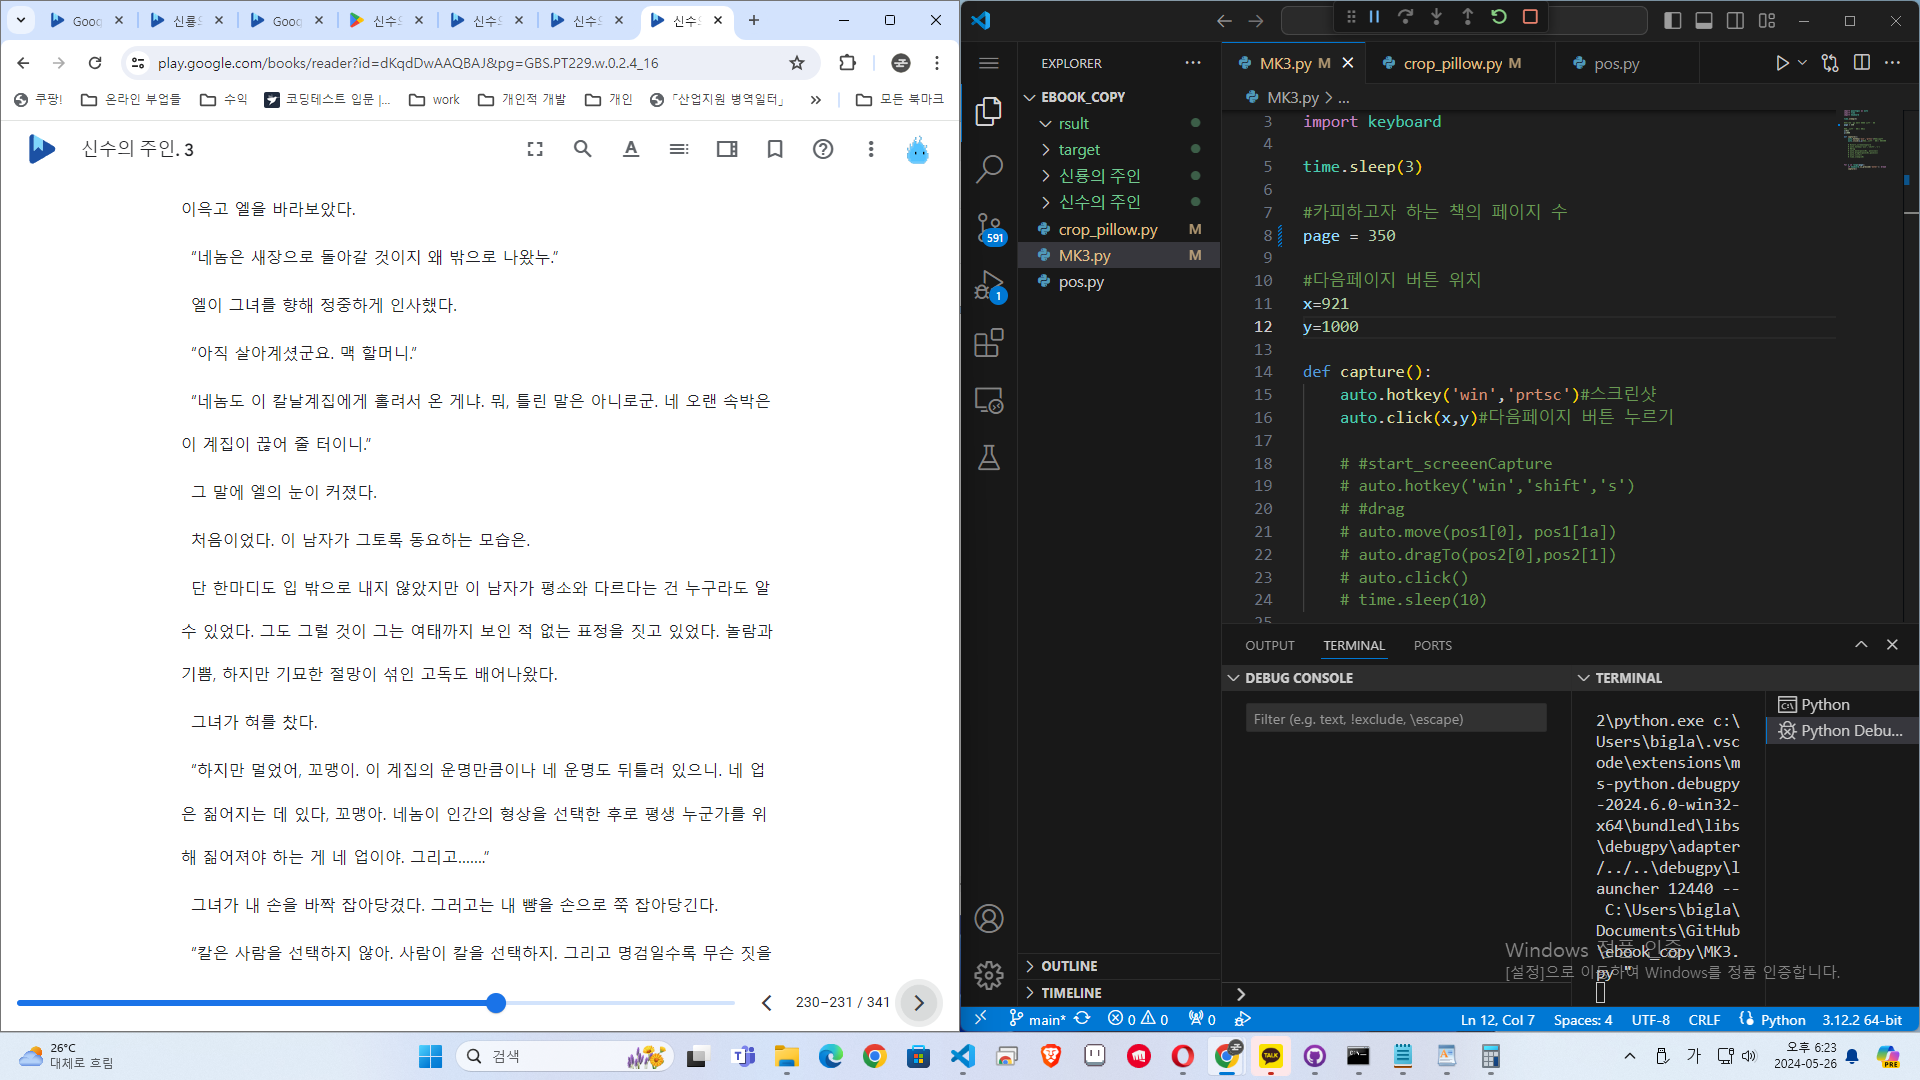 Goog
신룡으
Goog
신수의
신수의
신수의
신수의
play.google.com/books/reader?id=dKqdDwAAQBAJ&pg=GBS.PT229.w.0.2.4_16
쿠팡!
온라인 부업들
수익
코딩테스트 입문 |...
work
개인적 개발
개인
「산업지원 병역일터」
»
모든 북마크
신수의 주인. 3
이윽고 엘을 바라보았다.
“네놈은 새장으로 돌아갈 것이지 왜 밖으로 나왔누.”
엘이 그녀를 향해 정중하게 인사했다.
“아직 살아계셨군요. 맥 할머니.”
“네놈도 이 칼날계집에게 홀려서 온 게냐. 뭐, 틀린 말은 아니로군. 네 오랜 속박은
이 계집이 끊어 줄 터이니.”
그 말에 엘의 눈이 커졌다.
처음이었다. 이 남자가 그토록 동요하는 모습은.
단 한마디도 입 밖으로 내지 않았지만 이 남자가 평소와 다르다는 건 누구라도 알
수 있었다. 그도 그럴 것이 그는 여태까지 보인 적 없는 표정을 짓고 있었다. 놀람과
기쁨, 하지만 기묘한 절망이 섞인 고독도 배어나왔다.
그녀가 혀를 찼다.
“하지만 멀었어, 꼬맹이. 이 계집의 운명만큼이나 네 운명도 뒤틀려 있으니. 네 업
은 짊어지는 데 있다, 꼬맹아. 네놈이 인간의 형상을 선택한 후로 평생 누군가를 위
해 짊어져야 하는 게 네 업이야. 그리고…….”
그녀가 내 손을 바짝 잡아당겼다. 그러고는 내 뺨을 손으로 쭉 잡아당긴다.
“칼은 사람을 선택하지 않아. 사람이 칼을 선택하지. 그리고 명검일수록 무슨 짓을
230–231 / 341
EXPLORER
EBOOK_COPY
rsult
target
신룡의 주인
신수의 주인
crop_pillow.py M
MK3.py M
pos.py
591
1
OUTLINE
TIMELINE
MK3.py M
crop_pillow.py M
pos.py
MK3.py > ...
3 import keyboard
4
5 time.sleep(3)
6
7 #카피하고자 하는 책의 페이지 수
8 page = 350
9
10 #다음페이지 버튼 위치
11 x=921
12 y=1000
13
14 def capture():
15 auto.hotkey('win','prtsc')#스크린샷
16 auto.click(x,y)#다음페이지 버튼 누르기
17
18 # #start_screeenCapture
19 # auto.hotkey('win','shift','s')
20 # #drag
21 # auto.move(pos1[0], pos1[1a])
22 # auto.dragTo(pos2[0],pos2[1])
23 # auto.click()
24 # time.sleep(10)
25
OUTPUT
TERMINAL
PORTS
DEBUG CONSOLE
Filter (e.g. text, !exclude, \escape)
TERMINAL
2\python.exe c:\
Users\bigla\.vsc
ode\extensions\m
s-python.debugpy
-2024.6.0-win32-
x64\bundled\libs
\debugpy\adapter
/../..\debugpy\l
auncher 12440 --
C:\Users\bigla\
Documents\GitHub
\ebook_copy\MK3.
py "
Python
Python Debu...
Windows 정품 인증
[설정]으로 이동하여 Windows를 정품 인증합니다.
main*
0
0
0
Ln 12, Col 7
Spaces: 4
UTF-8
CRLF
Python
3.12.2 64-bit
26°C
대체로 흐림
검색
TALK
가
오후 6:23
2024-05-26
PRE